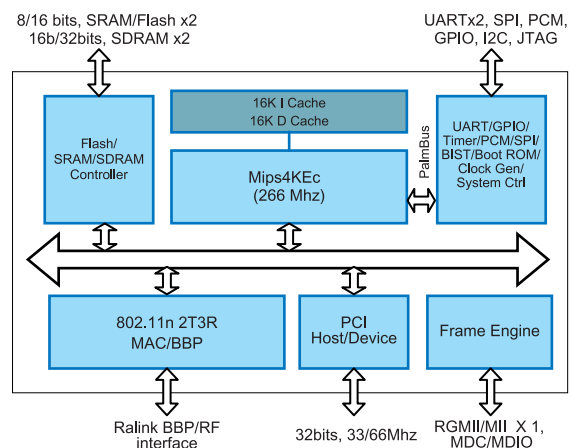 8/16 bits, SRAM/Flash x2
16b/32bits, SDRAM x2
UARTx2, SPI, PCM,
GPIO, I2C, JTAG
16K I Cache
16K D Cache
Flash/
SRAM/SDRAM
Controller
Mips4KEc
(266 Mhz)
PalmBus
UART/GPIO/
Timer/PCM/SPI/
BIST/Boot ROM/
Clock Gen/
System Ctrl
802.11n 2T3R
MAC/BBP
PCI
Host/Device
Frame Engine
Ralink BBP/RF
interface
32bits, 33/66Mhz
RGMII/MII X 1,
MDC/MDIO